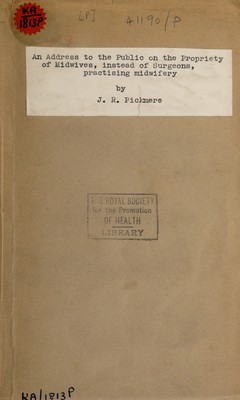 KA
1813P
[P]
41190/P
An Address to the Public on the Propriety
of Midwives, instead of Surgeons,
practising midwifery
by
J. R. Pickmere
ROYAL SOCIETY
for the Promotion
OF HEALTH
LIBRARY
KA/1813P